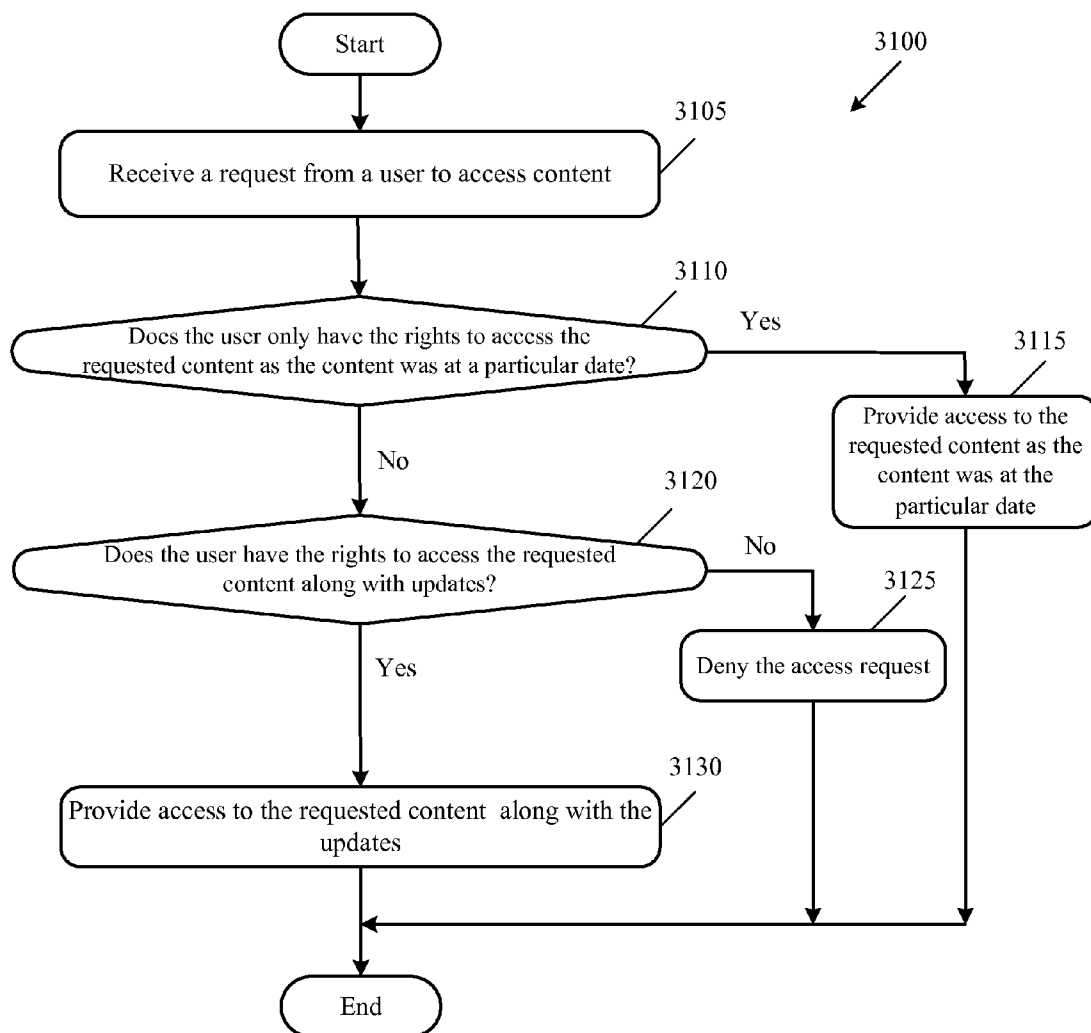 Start
3100
3105
Receive a request from a user to access content
3110
Does the user only have the rights to access the
requested content as the content was at a particular date?
Yes
3115
Provide access to the
requested content as the
content was at the
particular date
No
3120
Does the user have the rights to access the requested
content along with updates?
No
3125
Deny the access request
Yes
3130
Provide access to the requested content along with the
updates
End